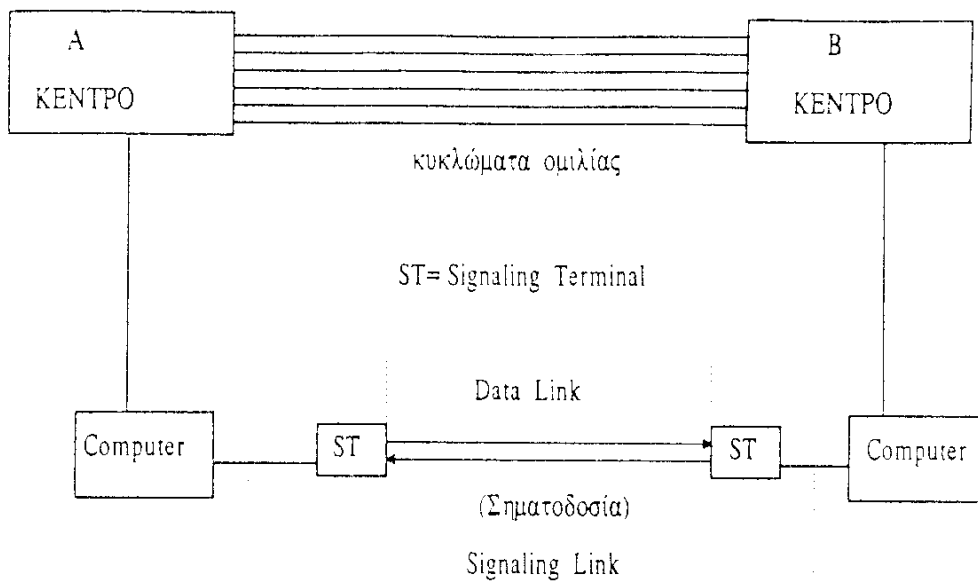 A
ΚΕΝΤΡΟ
B
ΚΕΝΤΡΟ
κυκλώματα ομιλίας
ST= Signaling Terminal
Data Link
Computer
ST
ST
Computer
(Σηματοδοσία)
Signaling Link